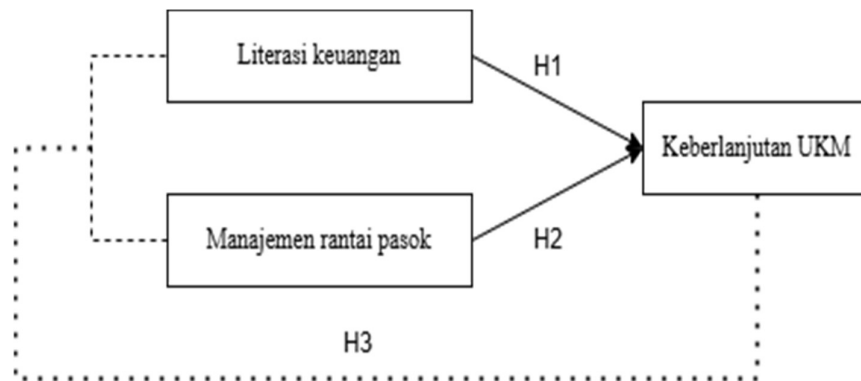 Literasi keuangan
H1
Keberlanjutan UKM
Manajemen rantai pasok
H2
H3